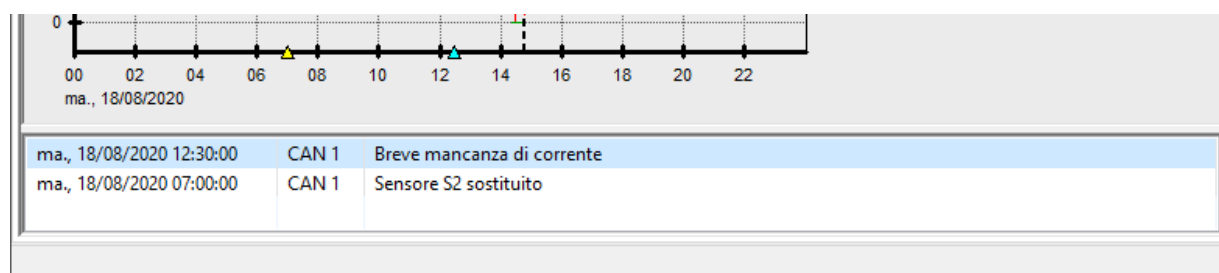 0
00 02 04 06 08 10 12 14 16 18 20 22
ma., 18/08/2020
ma., 18/08/2020 12:30:00 CAN 1 Breve mancanza di corrente
ma., 18/08/2020 07:00:00 CAN 1 Sensore S2 sostituito